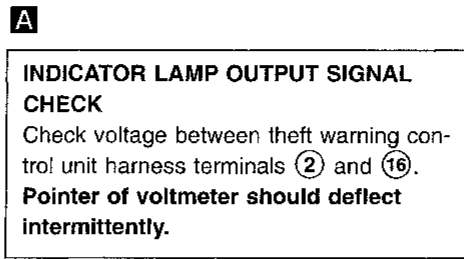 A
INDICATOR LAMP OUTPUT SIGNAL
CHECK
Check voltage between theft warning con-
trol unit harness terminals ② and ⑯.
Pointer of voltmeter should deflect
intermittently.